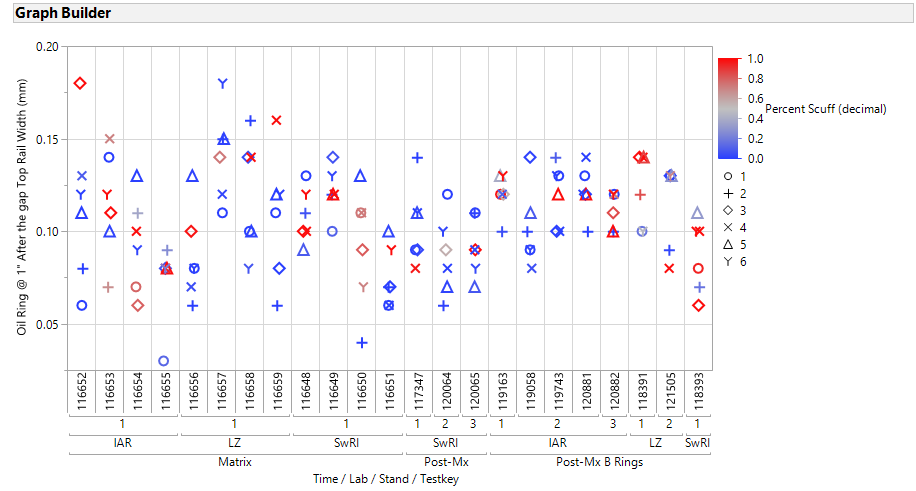 Graph Builder
Oil Ring @ 1" After the gap Top Rail Width (mm)
0.20
0.15
0.10
0.05
116652 116653 116654 116655 116656 116657 116658 116659 116648 116649 116650 116651 117347 120064 120065 119163 119058 119743 120881 120882 118391 121505 118393
1 1 1 1 2 3 1 2 3 1 2 1
IAR LZ SwRI SwRI IAR LZ SwRI
Matrix Post-Mx Post-Mx B Rings
Time / Lab / Stand / Testkey
1.0
0.8
0.6
0.4
0.2
0.0
Percent Scuff (decimal)
1
2
3
4
5
6